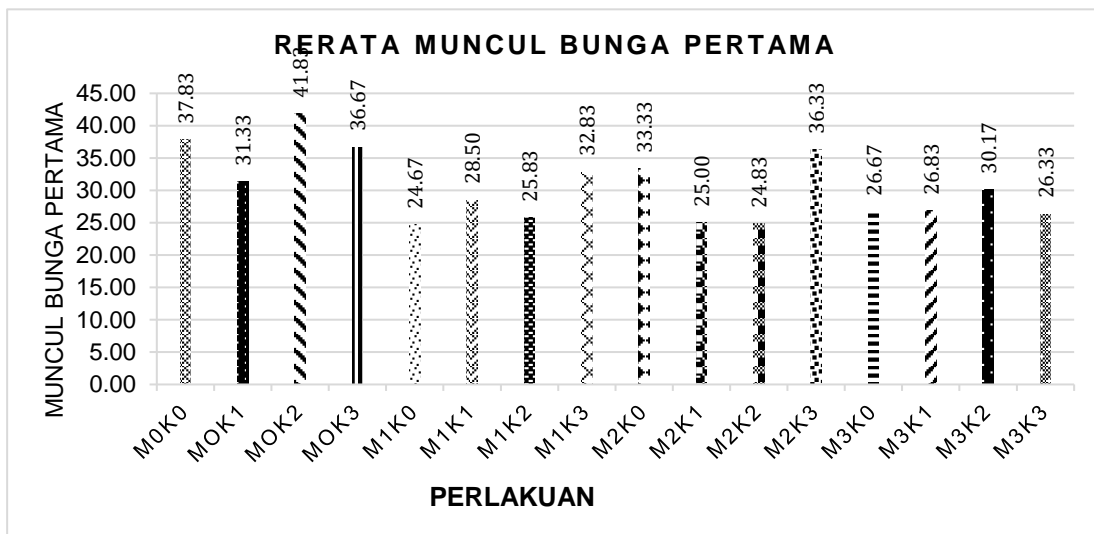 RERATA MUNCUL BUNGA PERTAMA
MUNCUL BUNGA PERTAMA
45.00
40.00
35.00
30.00
25.00
20.00
15.00
10.00
5.00
0.00
37.83
31.33
41.83
36.67
24.67
28.50
25.83
32.83
33.33
25.00
24.83
36.33
26.67
26.83
30.17
26.33
M0K0
MOK1
MOK2
MOK3
M1K0
M1K1
M1K2
M1K3
M2K0
M2K1
M2K2
M2K3
M3K0
M3K1
M3K2
M3K3
PERLAKUAN